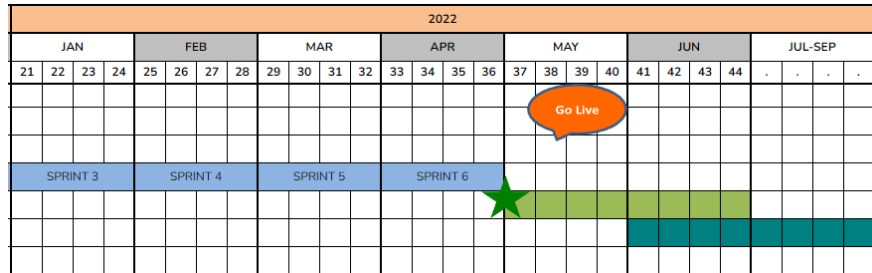 2022
JAN FEB MAR APR MAY JUN JUL-SEP
21 22 23 24 25 26 27 28 29 30 31 32 33 34 35 36 37 38 39 40 41 42 43 44 . . . .
Go Live
SPRINT 3 SPRINT 4 SPRINT 5 SPRINT 6